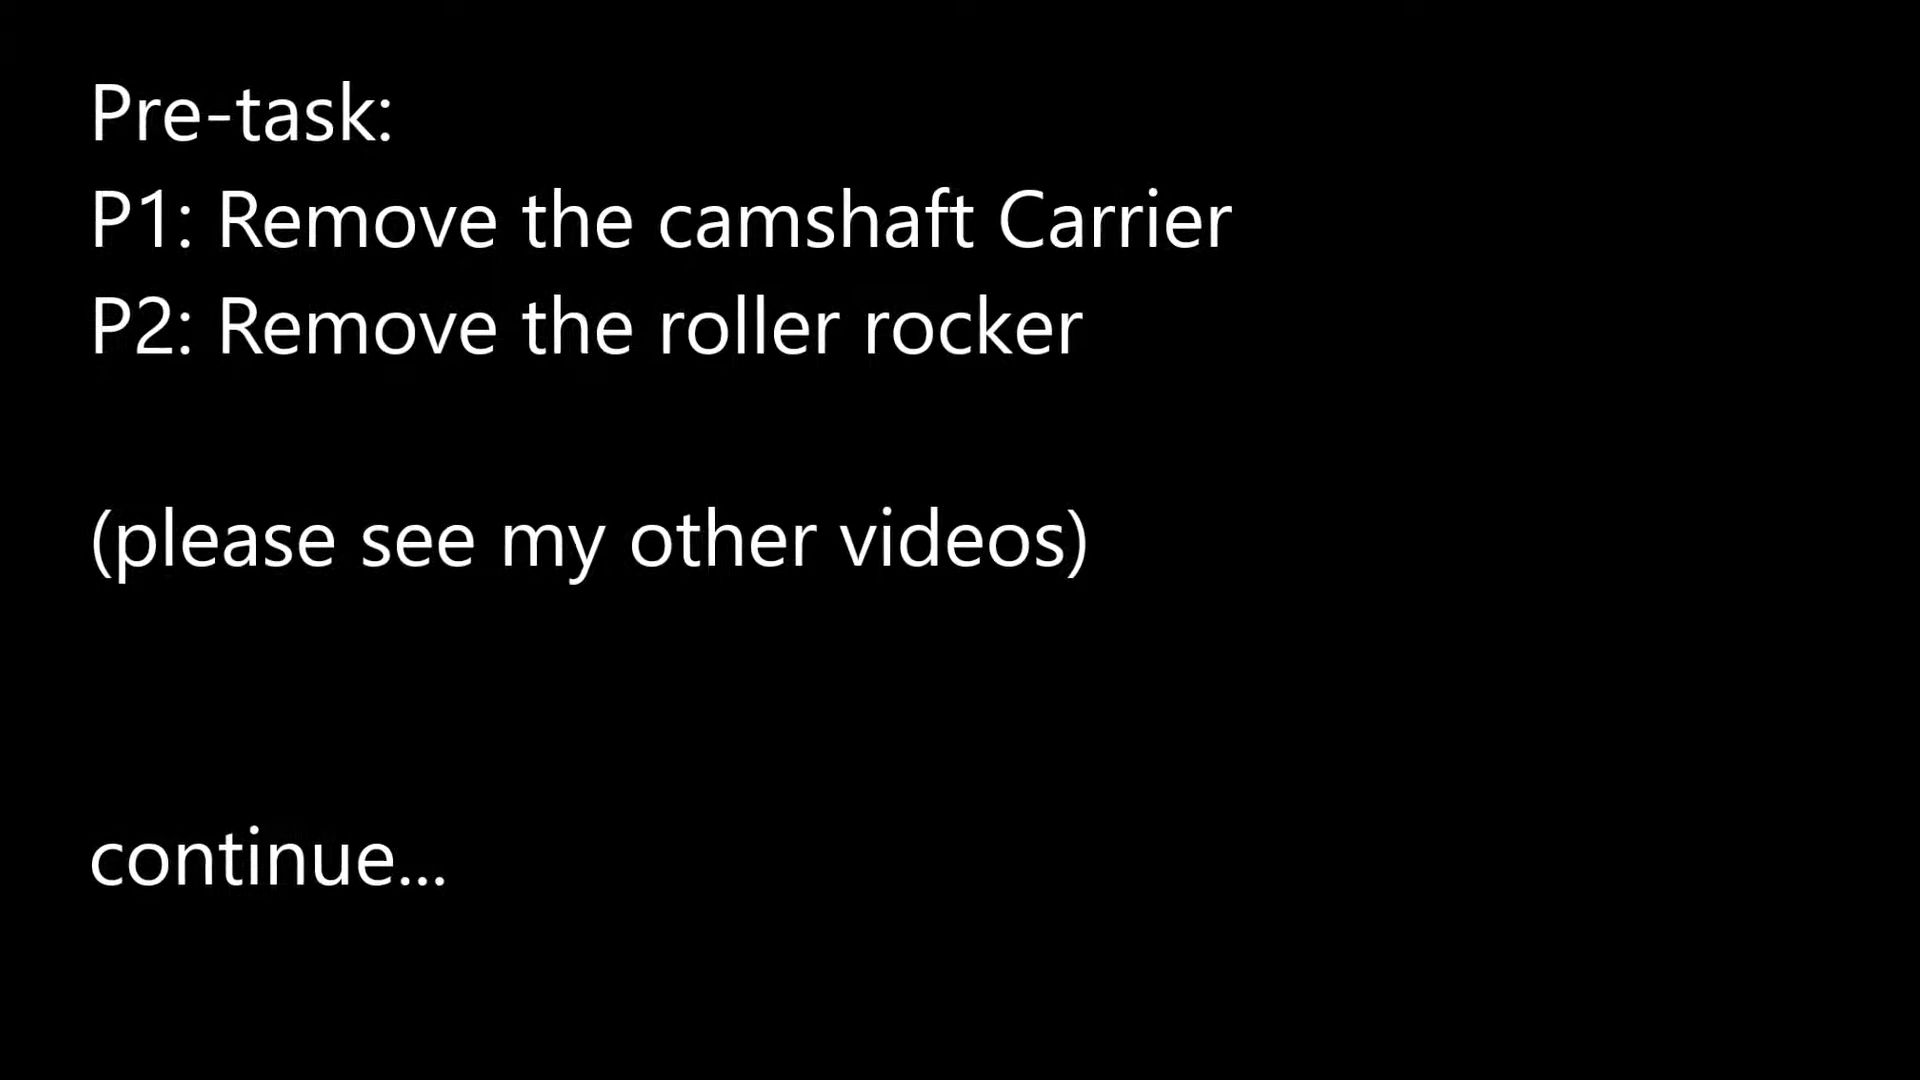 Pre-task:
P1: Remove the camshaft Carrier
P2: Remove the roller rocker
(please see my other videos)
continue...